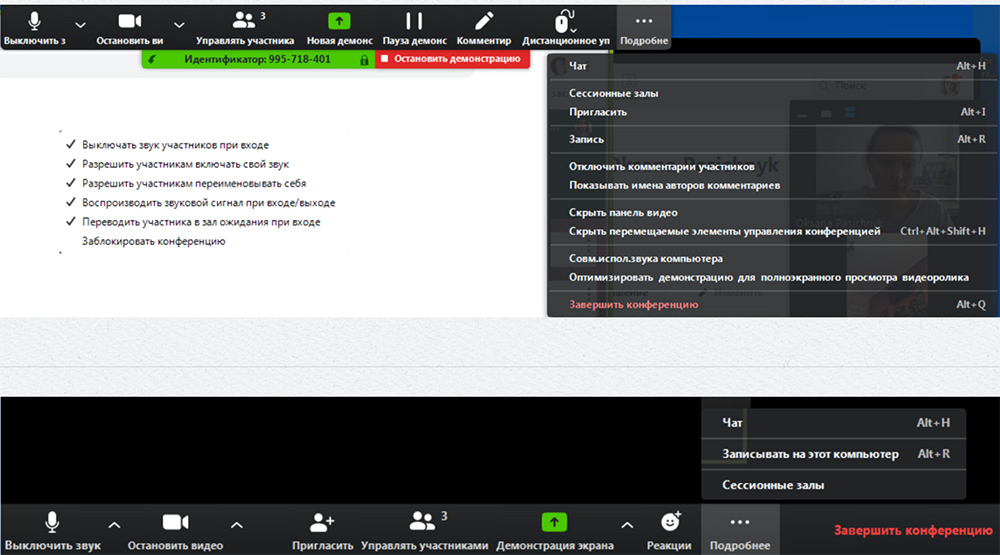 3
Выключить з
Остановить ви
Управлять участника
Новая демонс
Пауза демонс
Комментир
Дистанционное уп
Подробне
Идентификатор: 995-718-401
Остановить демонстрацию
Выключать звук участников при входе
Разрешить участникам включать свой звук
Разрешить участникам переименовывать себя
Воспроизводить звуковой сигнал при входе/выходе
Переводить участника в зал ожидания при входе
Заблокировать конференцию
Чат Alt+H
Поиск
Сессионные залы
Пригласить Alt+I
Запись Alt+R
Отключить комментарии участников
Показывать имена авторов комментариев
Скрыть панель видео
Скрыть перемещаемые элементы управления конференцией Ctrl+Alt+Shift+H
Совм.испол.звука компьютера
Оптимизировать демонстрацию для полноэкранного просмотра видеоролика
Изменить
Завершить конференцию Alt+Q
Чат Alt+H
Записывать на этот компьютер Alt+R
Сессионные залы
3
Выключить звук
Остановить видео
Пригласить
Управлять участниками
Демонстрация экрана
Реакции
Подробнее
Завершить конференцию